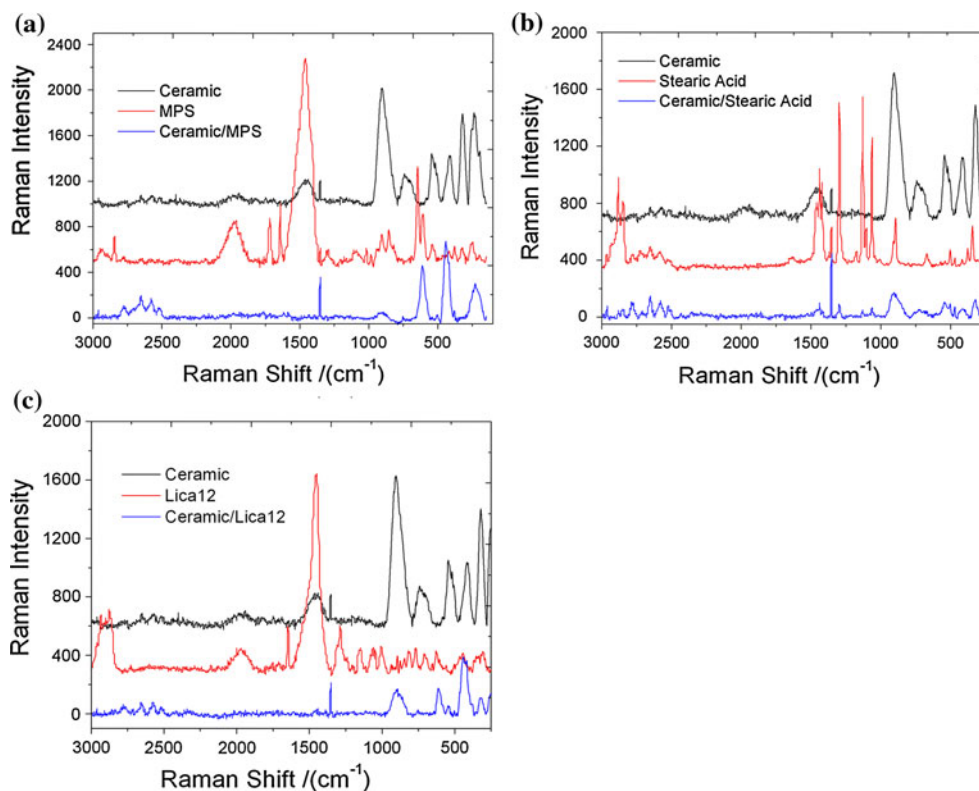 (a)
2400
2000
1600
1200
800
400
0
Raman Intensity
Ceramic
MPS
Ceramic/MPS
3000 2500 2000 1500 1000 500
Raman Shift /(cm⁻¹)
(b)
2000
1600
1200
800
400
0
Raman Intensity
Ceramic
Stearic Acid
Ceramic/Stearic Acid
3000 2500 2000 1500 1000 500
Raman Shift /(cm⁻¹)
(c)
2000
1600
1200
800
400
0
Raman Intensity
Ceramic
Lica12
Ceramic/Lica12
3000 2500 2000 1500 1000 500
Raman Shift /(cm⁻¹)